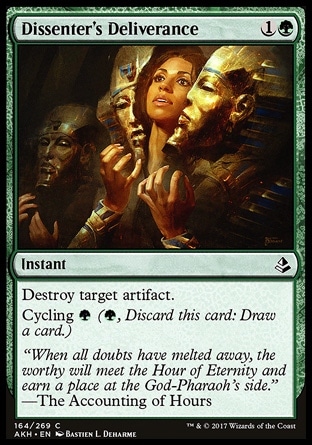 Dissenter's Deliverance 1
Instant
Destroy target artifact.
Cycling (, Discard this card: Draw
a card.)
"When all doubts have melted away, the
worthy will meet the Hour of Eternity and
earn a place at the God-Pharaoh's side."
—The Accounting of Hours
164/269 C
AKH • EN Bastien L. Deharme
™ & © 2017 Wizards of the Coast